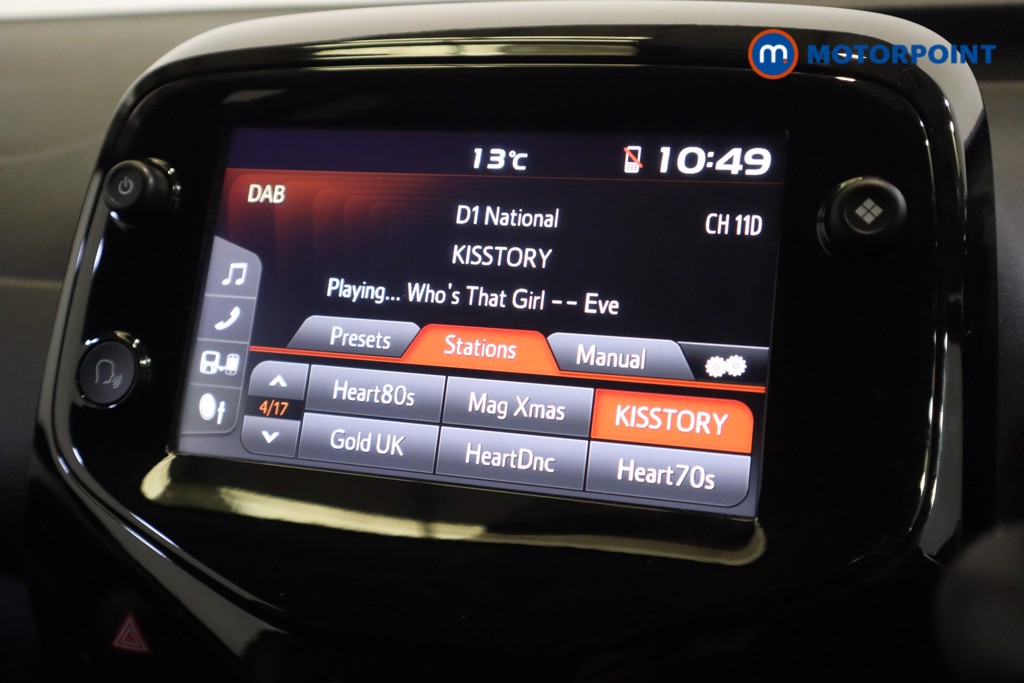 m. MOTORPOINT
13°C 10:49
DAB
D1 National CH 11D
KISSTORY
Playing... Who's That Girl -- Eve
Presets Stations Manual
4/17 Heart80s Mag Xmas KISSTORY
Gold UK HeartDnc Heart70s